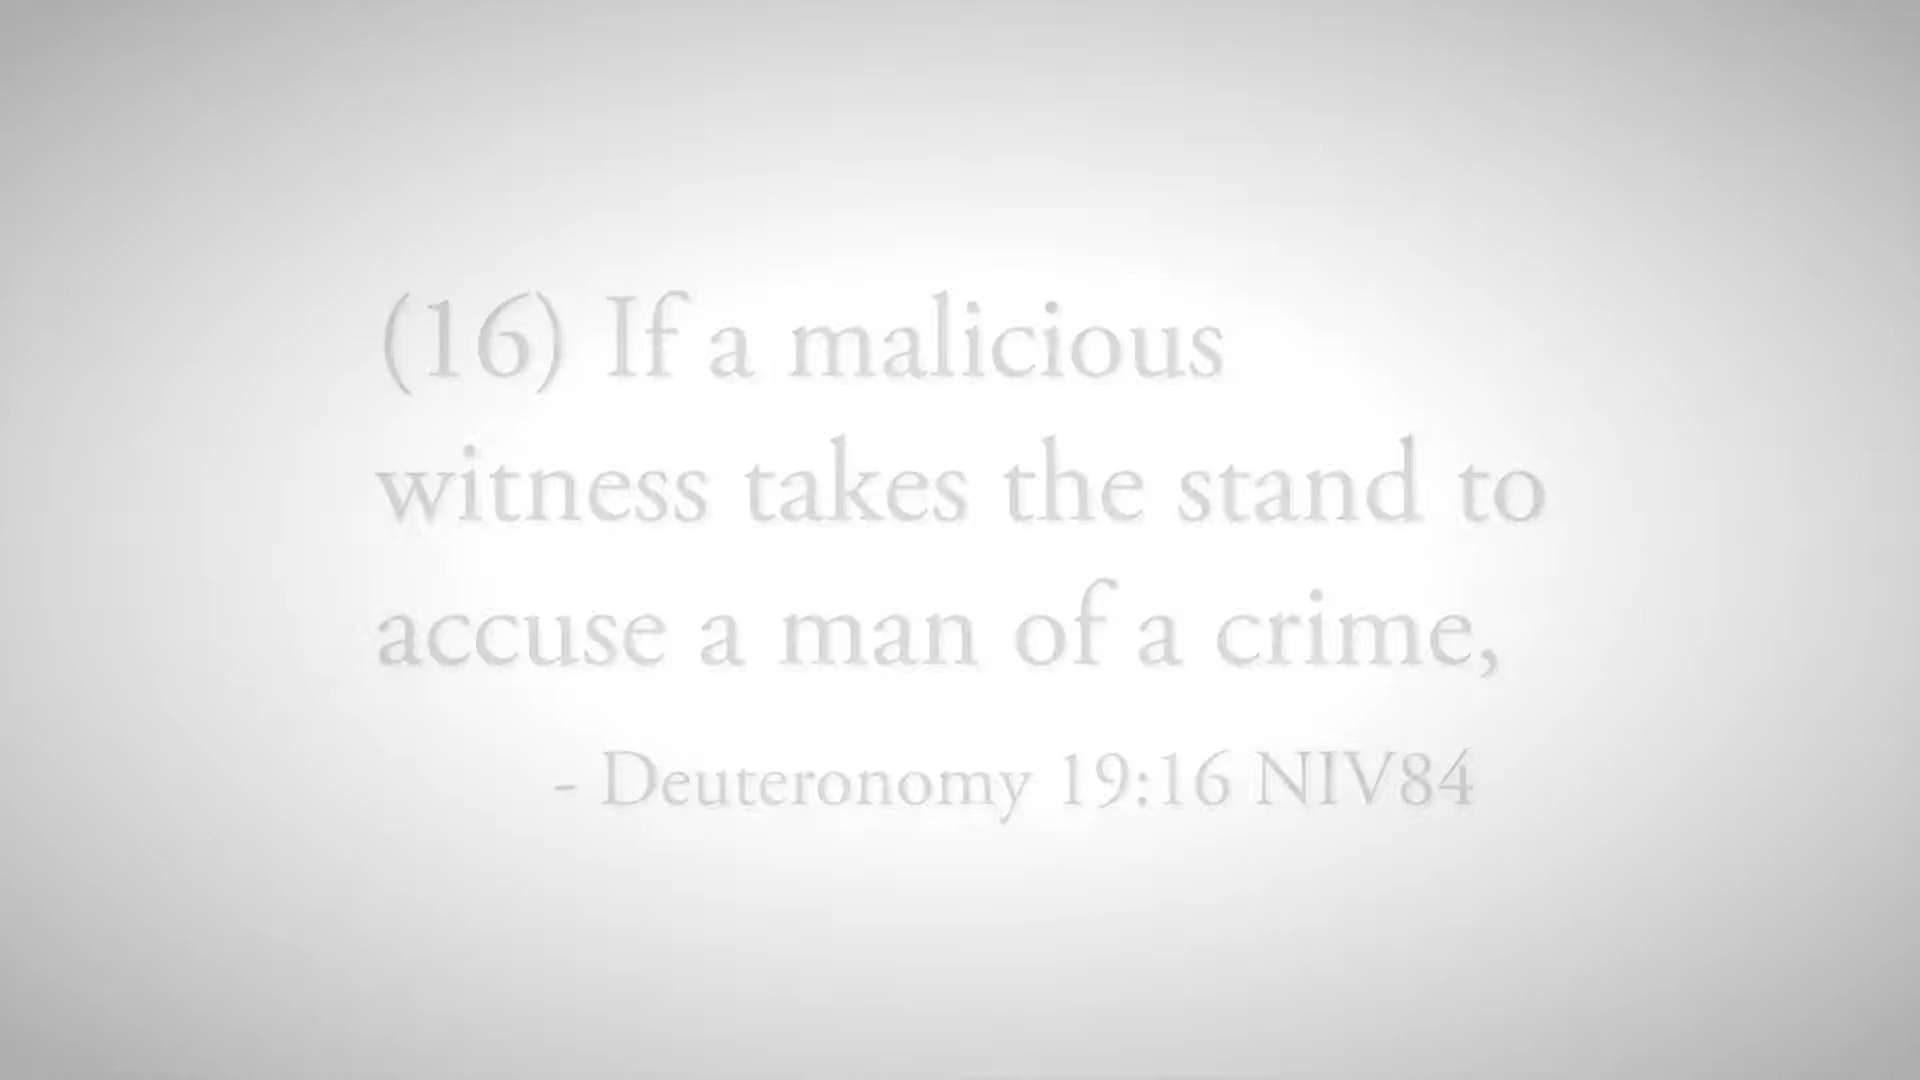 (16) If a malicious
witness takes the stand to
accuse a man of a crime,
- Deuteronomy 19:16 NIV84